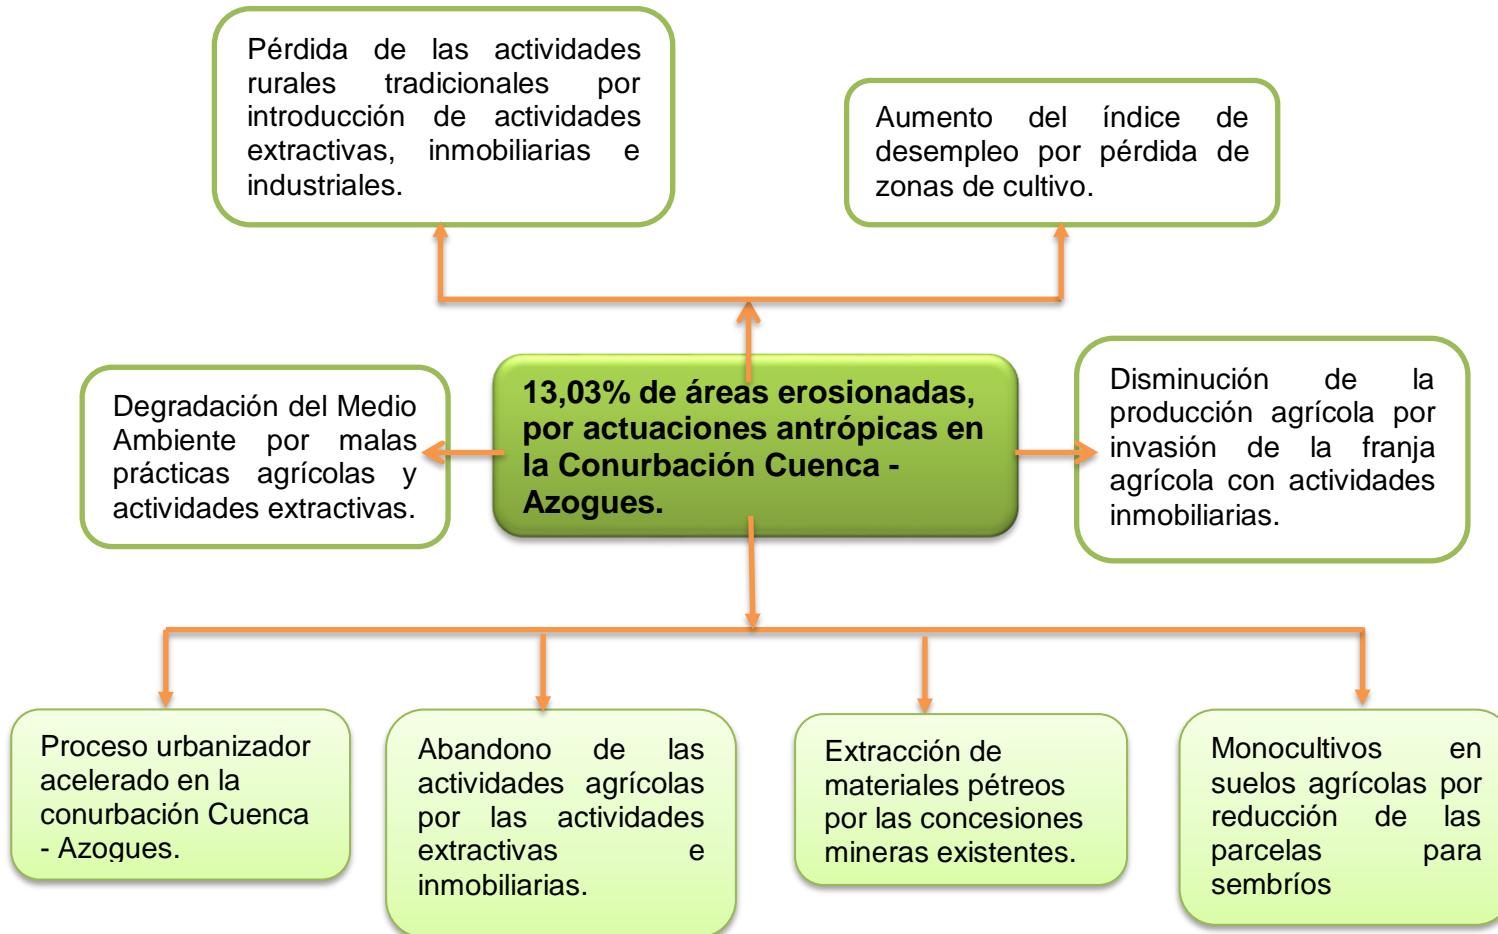 Pérdida de las actividades
rurales tradicionales por
introducción de actividades
extractivas, inmobiliarias e
industriales.
Aumento del índice de
desempleo por pérdida de
zonas de cultivo.
Degradación del Medio
Ambiente por malas
prácticas agrícolas y
actividades extractivas.
13,03% de áreas erosionadas,
por actuaciones antrópicas en
la Conurbación Cuenca -
Azogues.
Disminución de la
producción agrícola por
invasión de la franja
agrícola con actividades
inmobiliarias.
Proceso urbanizador
acelerado en la
conurbación Cuenca
- Azogues.
Abandono de las
actividades agrícolas
por las actividades
extractivas e
inmobiliarias.
Extracción de
materiales pétreos
por las concesiones
mineras existentes.
Monocultivos en
suelos agrícolas por
reducción de las
parcelas para
sembríos